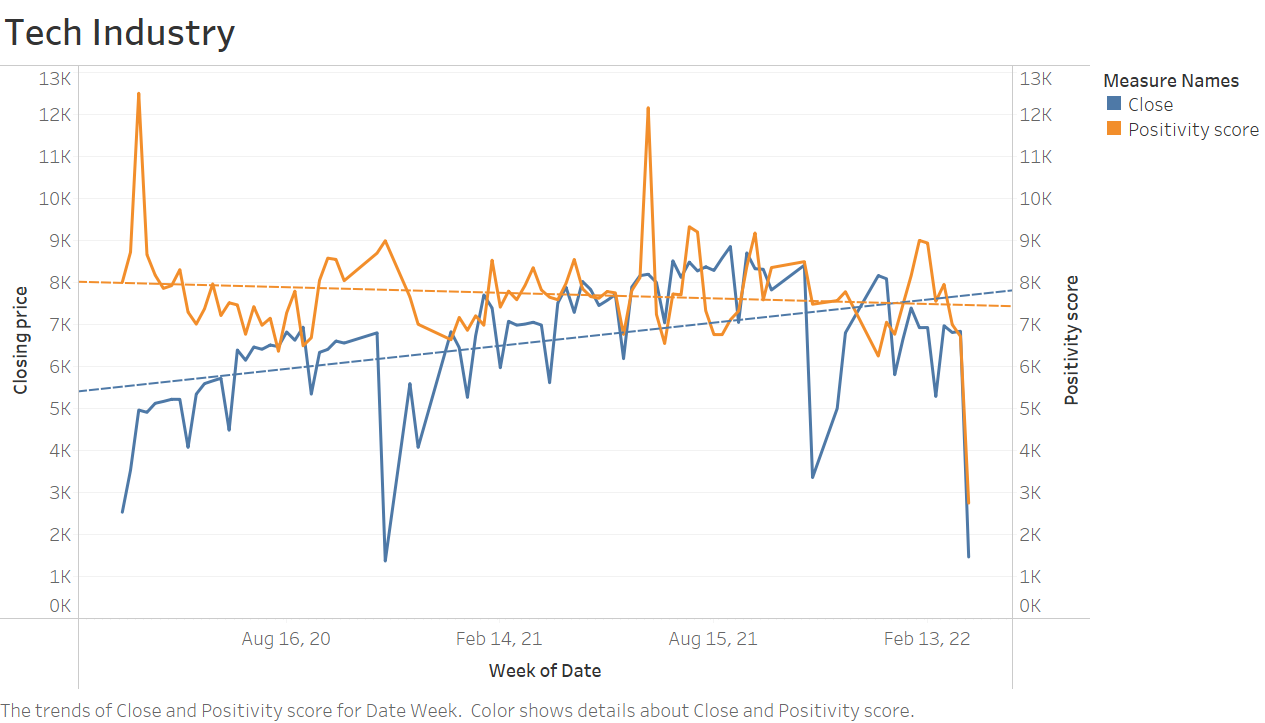 Tech Industry
Measure Names
Close
Positivity score
Closing price
13K
12K
11K
10K
9K
8K
7K
6K
5K
4K
3K
2K
1K
0K
13K
12K
11K
10K
9K
8K
7K
6K
5K
4K
3K
2K
1K
0K
Positivity score
Aug 16, 20 Feb 14, 21 Aug 15, 21 Feb 13, 22
Week of Date
The trends of Close and Positivity score for Date Week. Color shows details about Close and Positivity score.